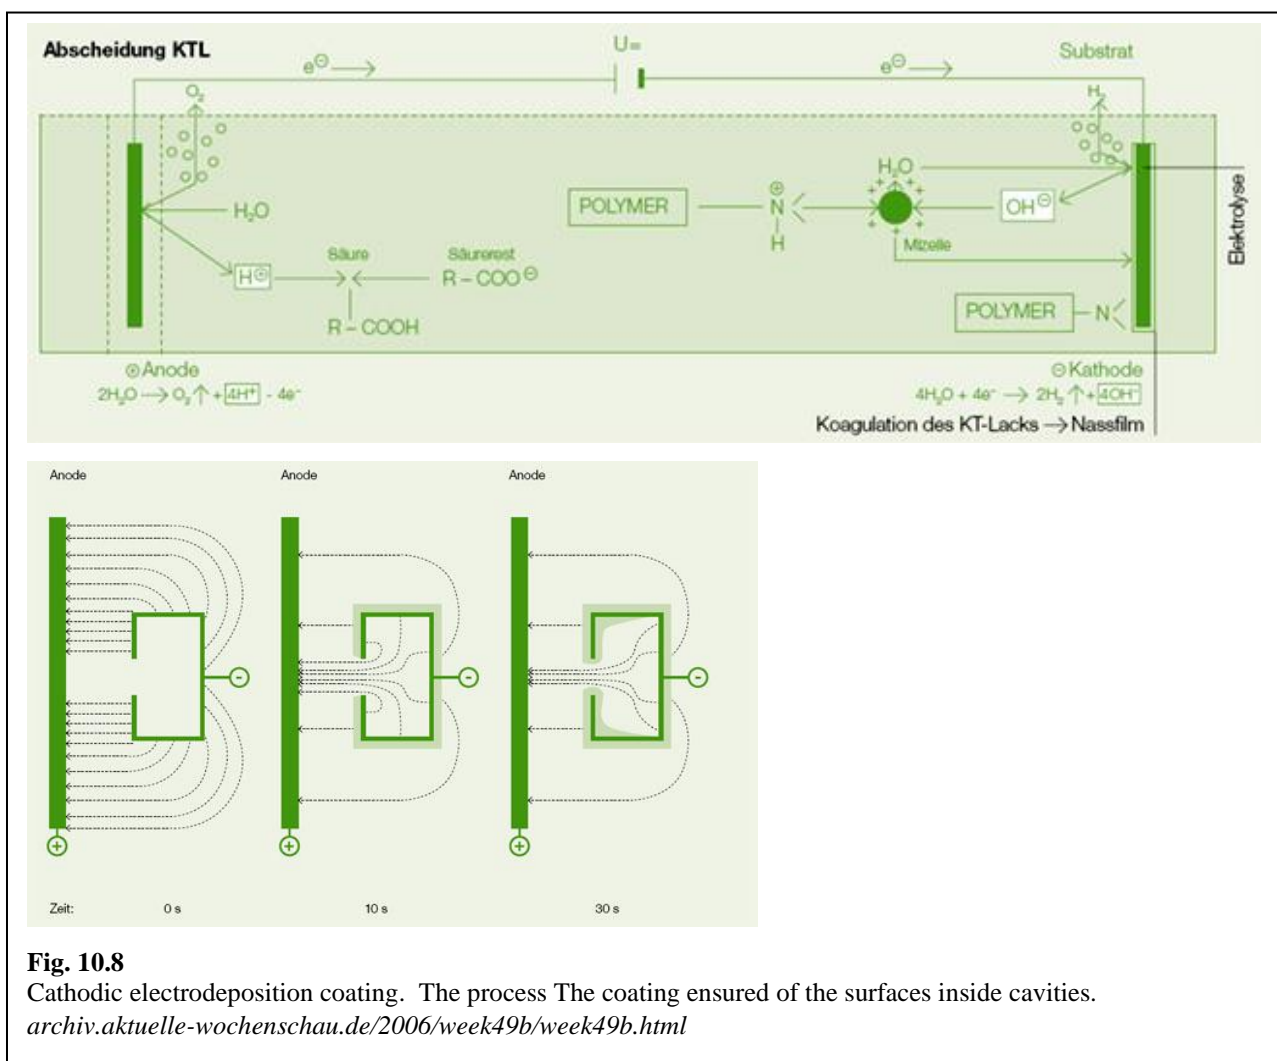 Abscheidung KTL
U=
Substrat
e⊖
e⊖
O₂
H₂
H₂O
H₂O
POLYMER
⊕
N
H
OH⊖
Mizelle
Elektrolyse
Säure
Säurerest
H⊕
R – COO⊖
R – COOH
POLYMER
N
⊕ Anode
⊖ Kathode
2H₂O → O₂ ↑ + 4H⁺ - 4e⁻
4H₂O + 4e⁻ → 2H₂ ↑ + 4OH⁻
Koagulation des KT-Lacks → Nassfilm
Anode
Anode
Anode
-
-
-
+
+
+
Zeit:
0 s
10 s
30 s
Fig. 10.8
Cathodic electrodeposition coating. The process The coating ensured of the surfaces inside cavities.
archiv.aktuelle-wochenschau.de/2006/week49b/week49b.html